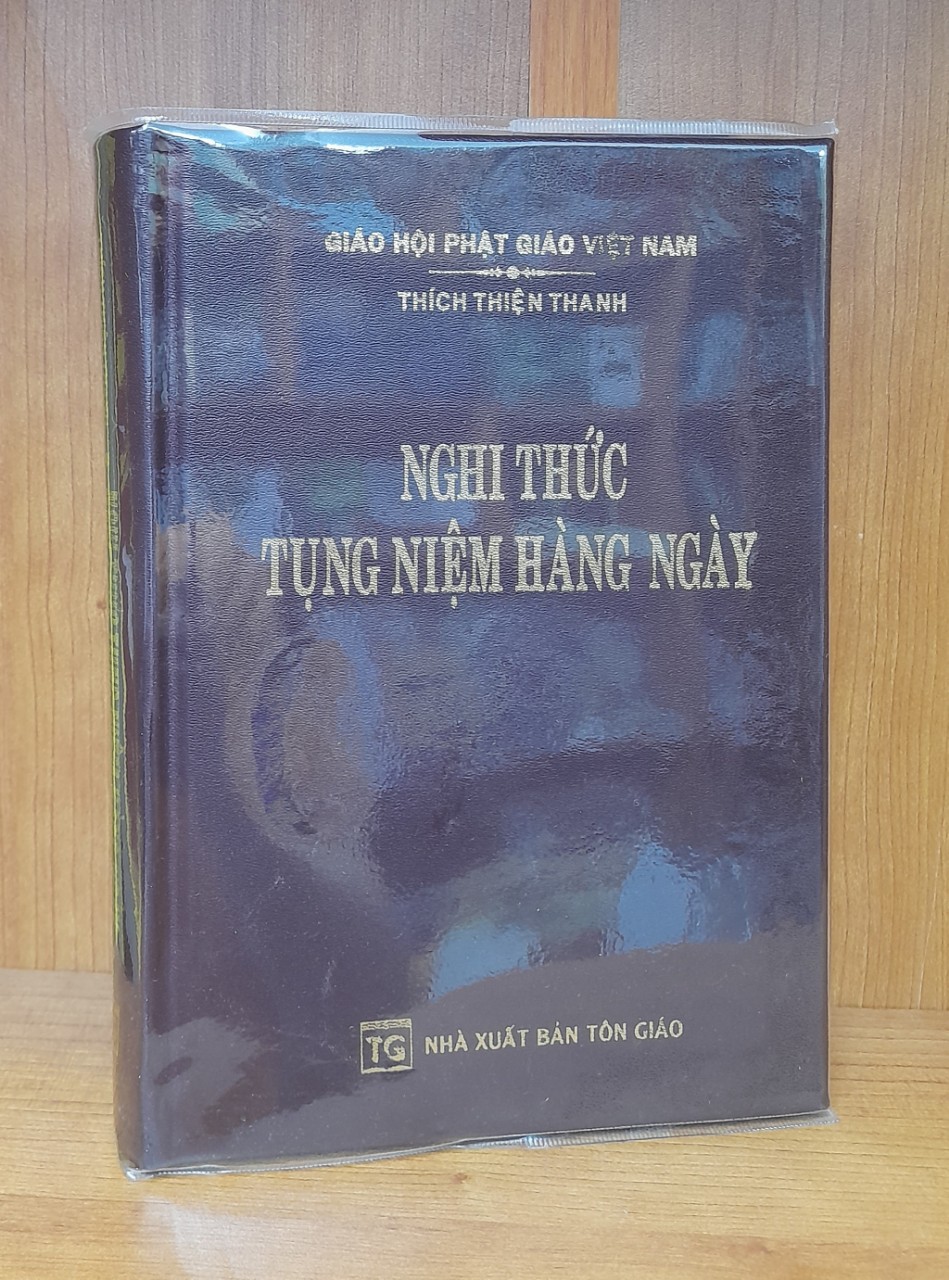 GIÁO HỘI PHẬT GIÁO VIỆT NAM
THÍCH THIỆN THANH
NGHI THỨC
TỤNG NIỆM HÀNG NGÀY
TG NHÀ XUẤT BẢN TÔN GIÁO